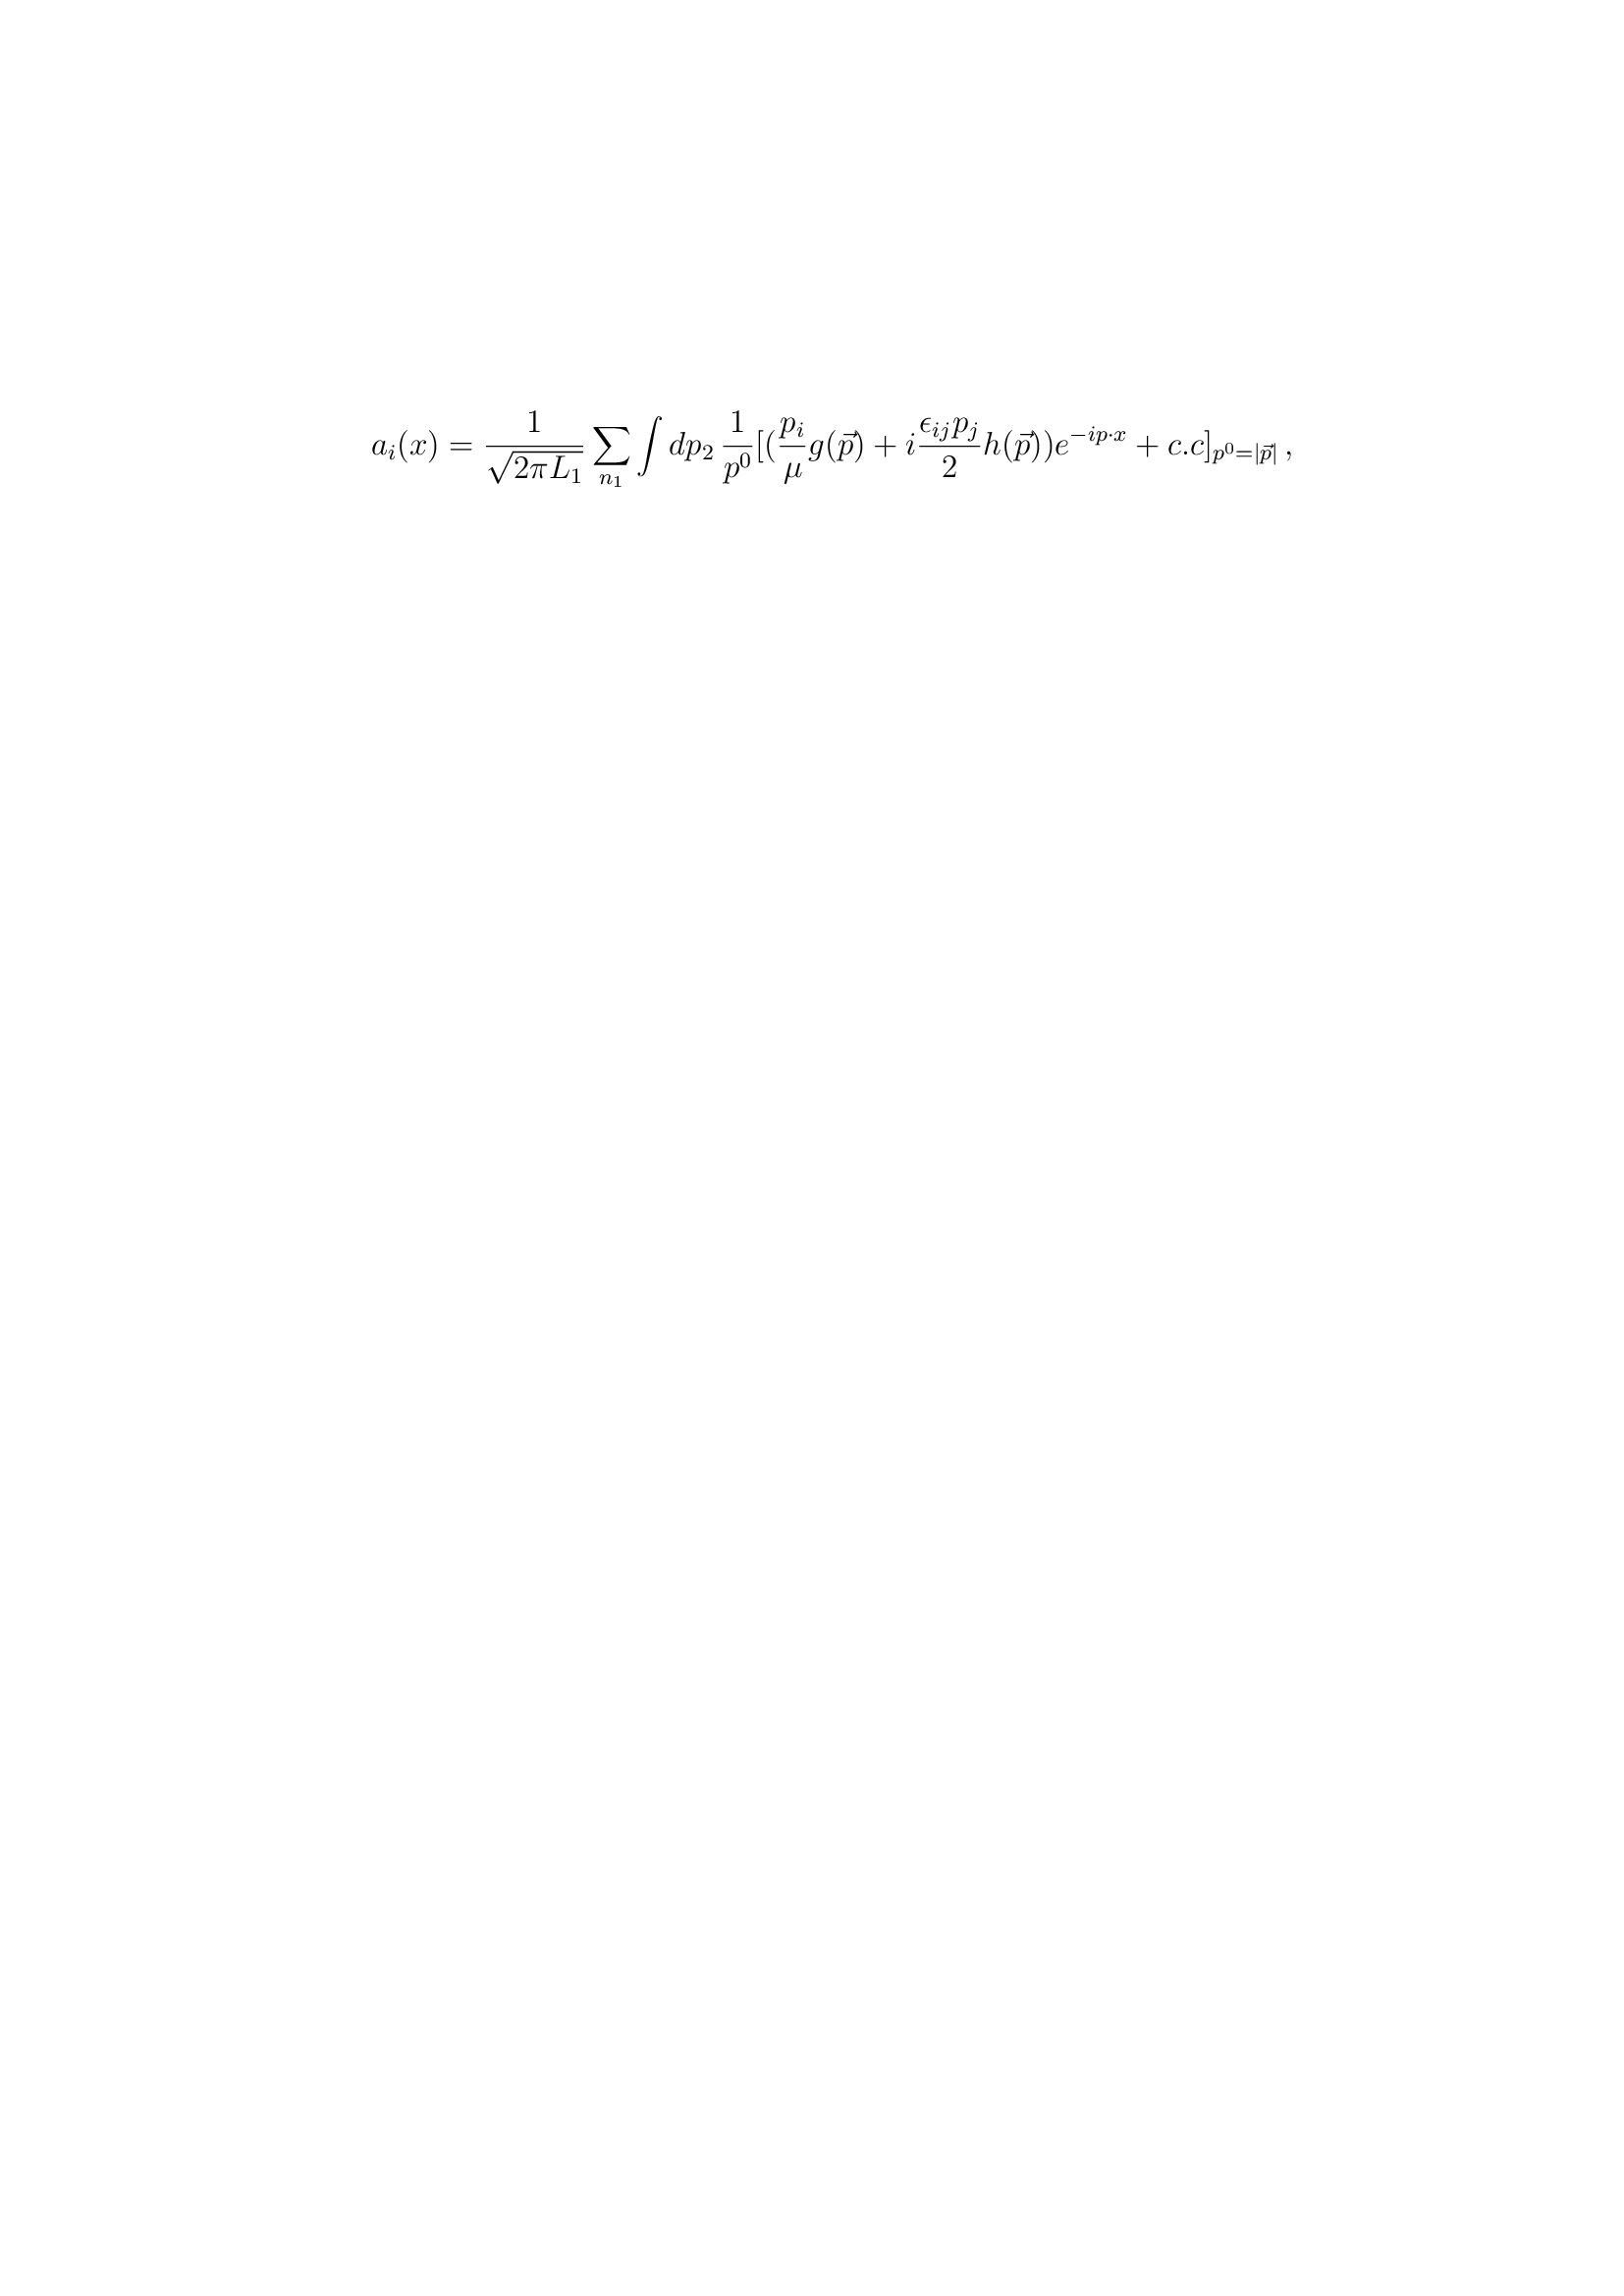 $$a_i(x) = \frac{1}{\sqrt{2\pi L_1}} \sum_{n_1} \int dp_2 \, \frac{1}{p^0} [(\frac{p_i}{\mu} g(\vec{p}) + i \frac{\epsilon_{ij} p_j}{2} h(\vec{p})) e^{-ip \cdot x} + c.c]_{p^0 = |\vec{p}|} \, ,$$